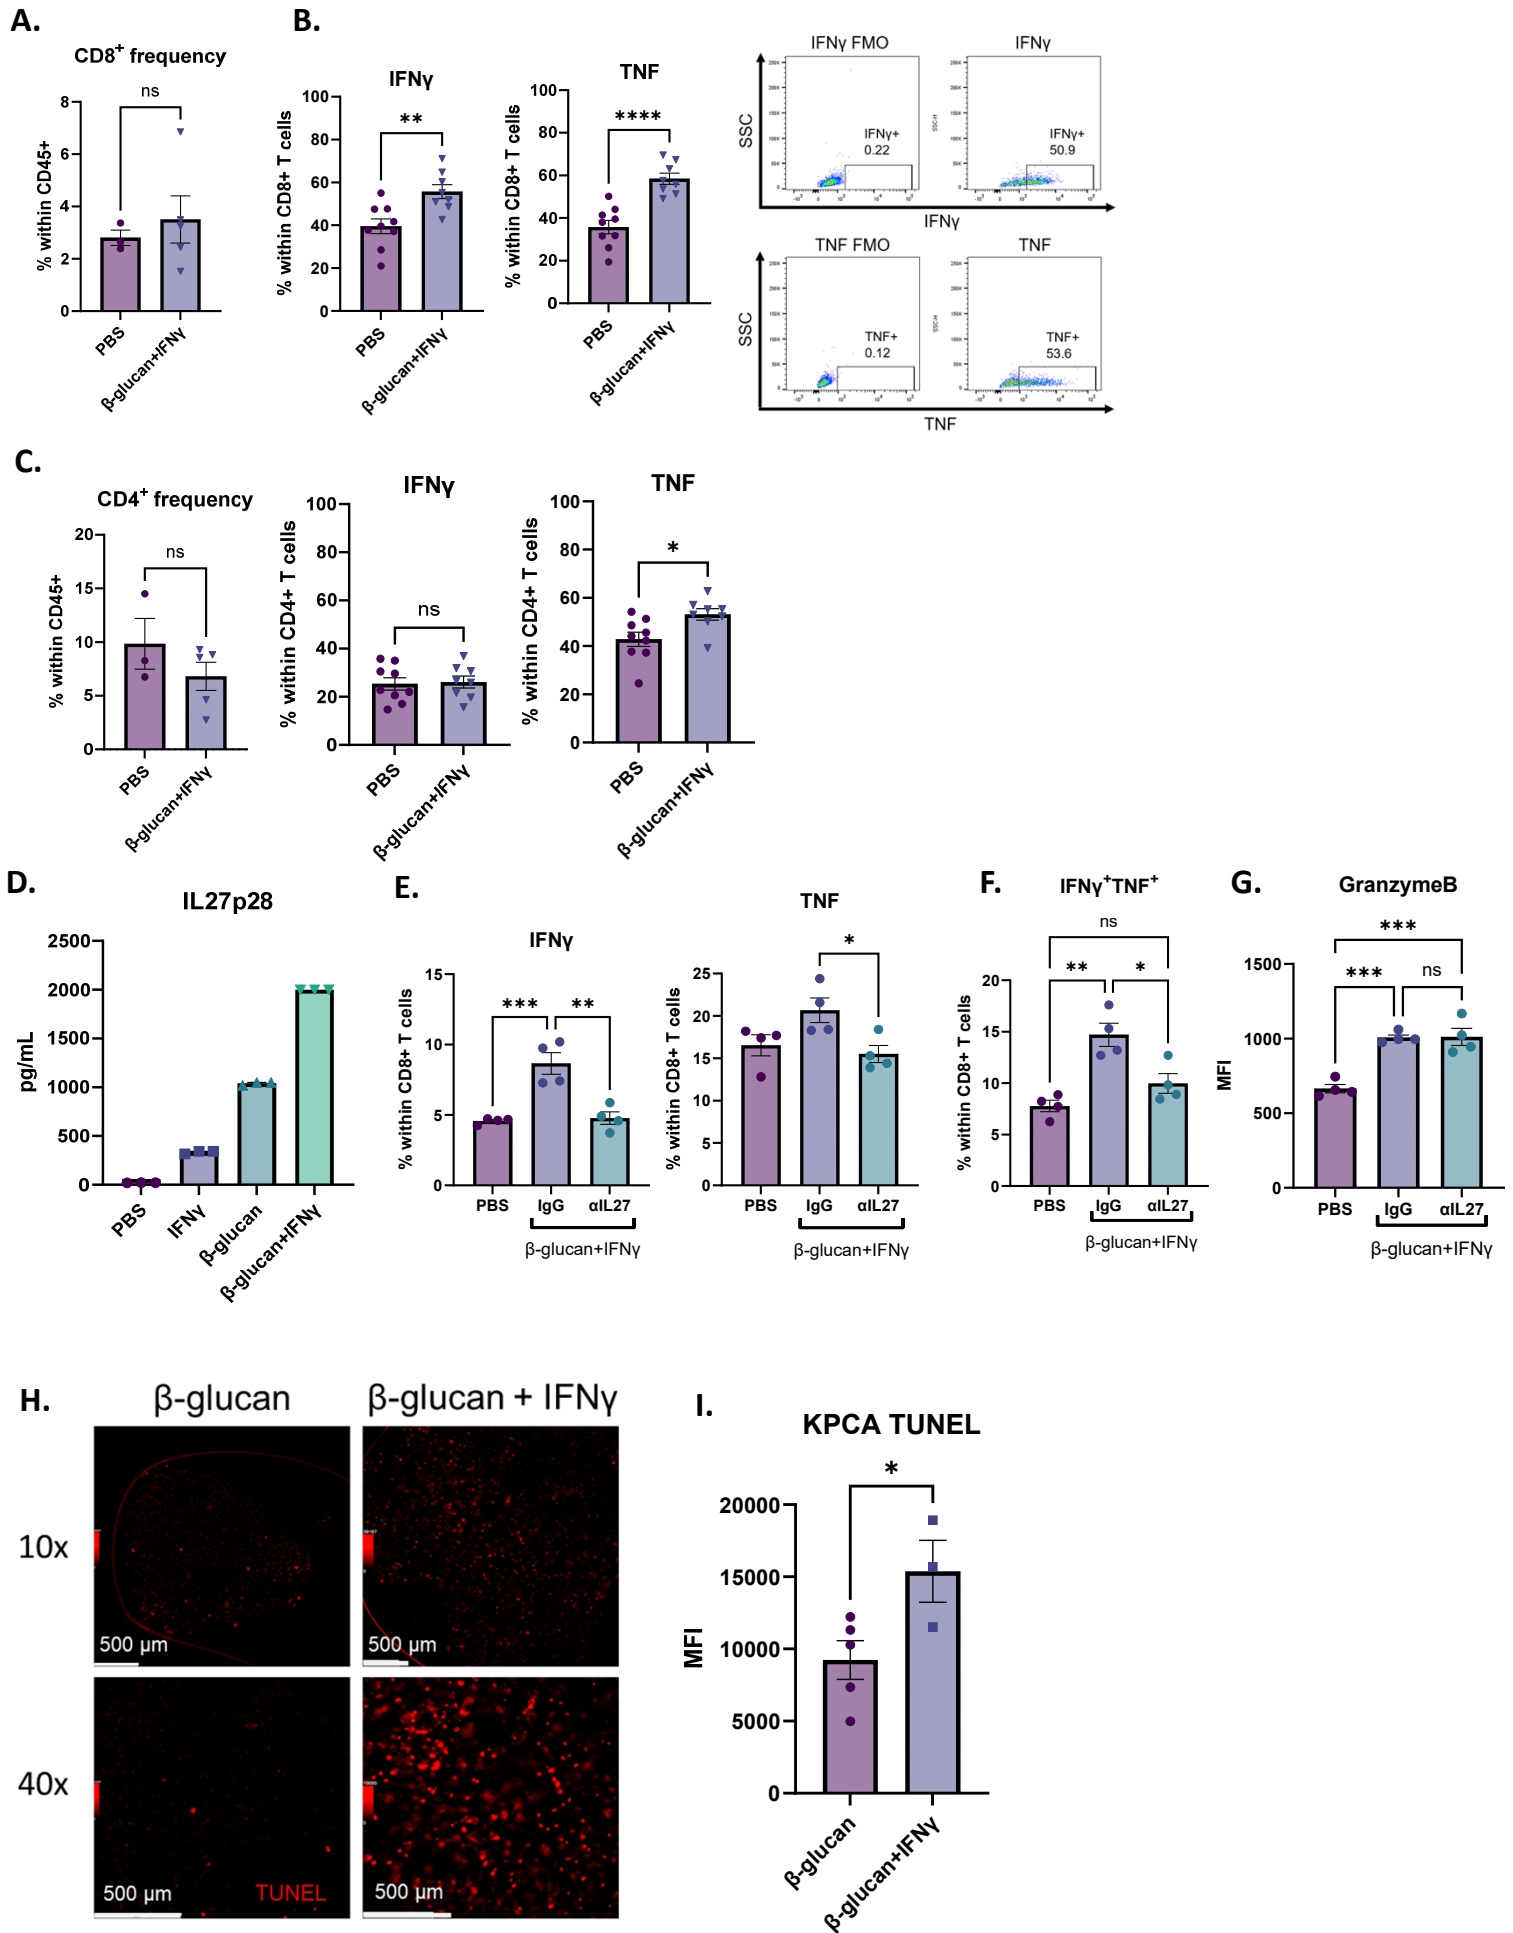 A.
CD8+ frequency
ns
% within CD45+
8
6
4
2
0
PBS
β-glucan+IFNγ
B.
IFNγ
**
% within CD8+ T cells
100
80
60
40
20
0
PBS
β-glucan+IFNγ
TNF
****
% within CD8+ T cells
100
80
60
40
20
0
PBS
β-glucan+IFNγ
IFNγ FMO
IFNγ
SSC
SSC-H
IFNγ+
0.22
IFNγ+
50.9
IFNγ
TNF FMO
TNF
SSC
SSC-H
TNF+
0.12
TNF+
53.6
TNF
C.
CD4+ frequency
ns
% within CD45+
20
15
10
5
0
PBS
β-glucan+IFNγ
IFNγ
ns
% within CD4+ T cells
100
80
60
40
20
0
PBS
β-glucan+IFNγ
TNF
*
% within CD4+ T cells
100
80
60
40
20
0
PBS
β-glucan+IFNγ
D.
IL27p28
pg/mL
2500
2000
1500
1000
500
0
PBS
IFNγ
β-glucan
β-glucan+IFNγ
E.
IFNγ
*** **
% within CD8+ T cells
15
10
5
0
PBS IgG αIL27
β-glucan+IFNγ
TNF
*
% within CD8+ T cells
25
20
15
10
5
0
PBS IgG αIL27
β-glucan+IFNγ
F.
IFNγ+TNF+
ns
** *
% within CD8+ T cells
20
15
10
5
0
PBS IgG αIL27
β-glucan+IFNγ
G.
GranzymeB
***
*** ns
MFI
1500
1000
500
0
PBS IgG αIL27
β-glucan+IFNγ
H.
β-glucan
β-glucan + IFNγ
10x
500 µm
500 µm
40x
500 µm
TUNEL
500 µm
I.
KPCA TUNEL
*
MFI
20000
15000
10000
5000
0
β-glucan
β-glucan+IFNγ